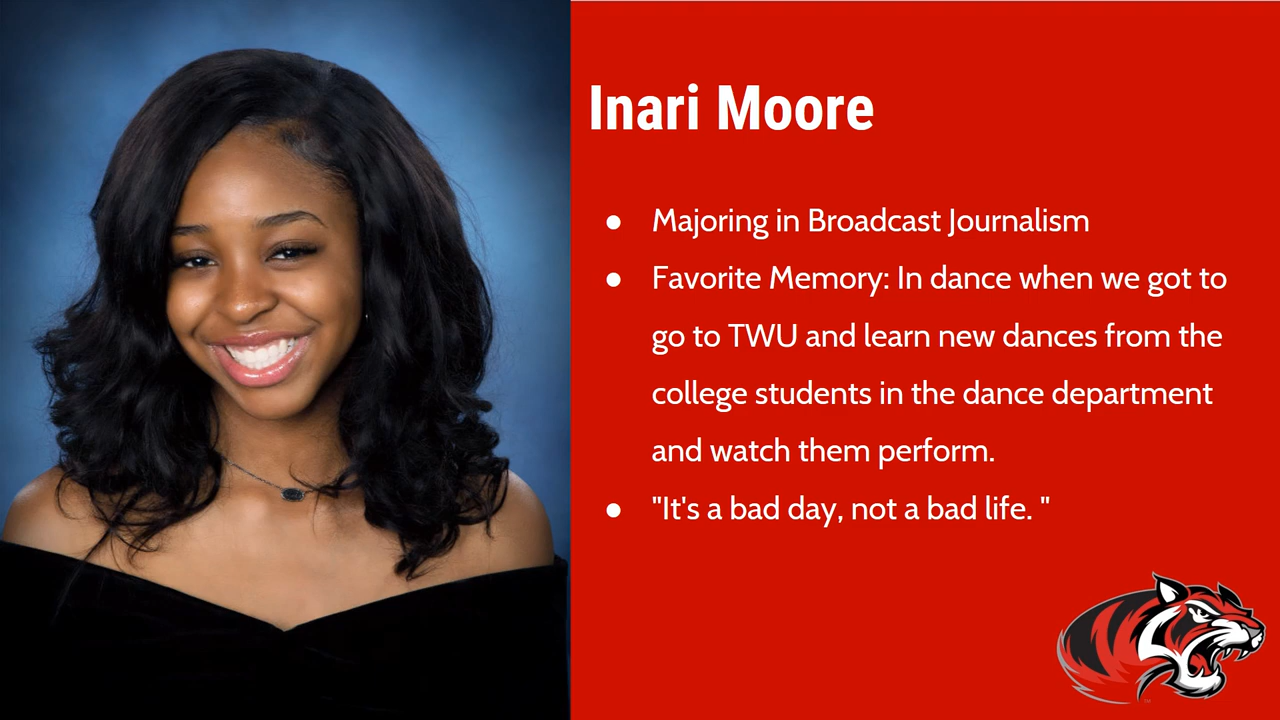 Inari Moore
● Majoring in Broadcast Journalism
● Favorite Memory: In dance when we got to
go to TWU and learn new dances from the
college students in the dance department
and watch them perform.
● "It's a bad day, not a bad life. "